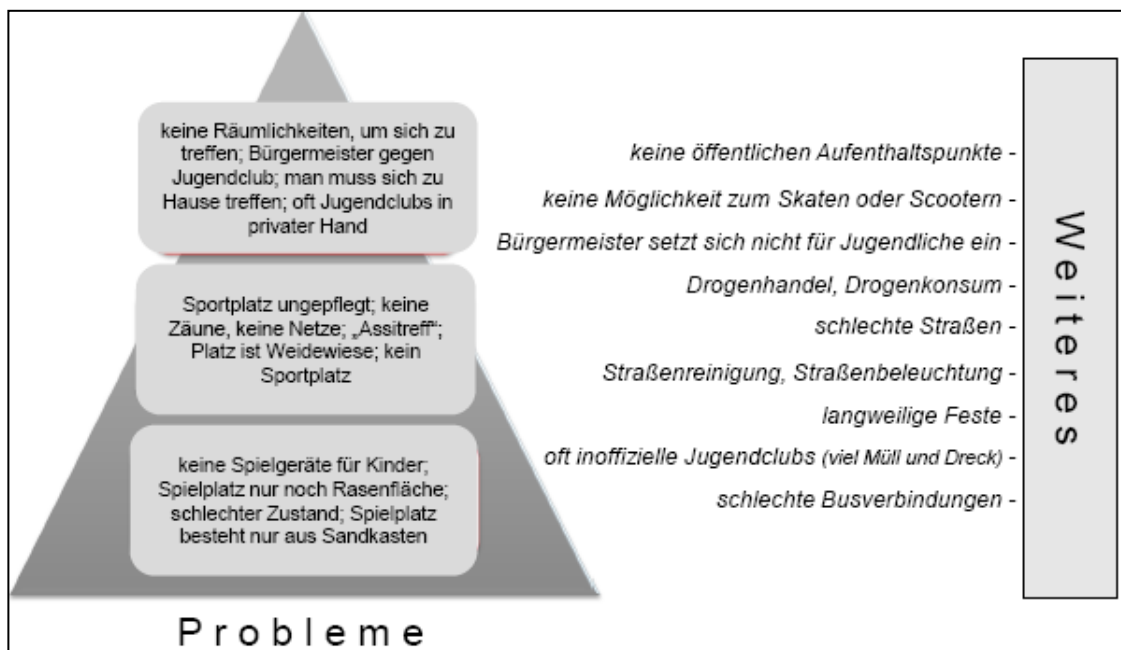 keine Räumlichkeiten, um sich zu
treffen; Bürgermeister gegen
Jugendclub; man muss sich zu
Hause treffen; oft Jugendclubs in
privater Hand
Sportplatz ungepflegt; keine
Zäune, keine Netze; „Assitreff“;
Platz ist Weidewiese; kein
Sportplatz
keine Spielgeräte für Kinder;
Spielplatz nur noch Rasenfläche;
schlechter Zustand; Spielplatz
besteht nur aus Sandkasten
Probleme
keine öffentlichen Aufenthaltspunkte -
keine Möglichkeit zum Skaten oder Scootern -
Bürgermeister setzt sich nicht für Jugendliche ein -
Drogenhandel, Drogenkonsum -
schlechte Straßen -
Straßenreinigung, Straßenbeleuchtung -
langweilige Feste -
oft inoffizielle Jugendclubs (viel Müll und Dreck) -
schlechte Busverbindungen -
Weiteres